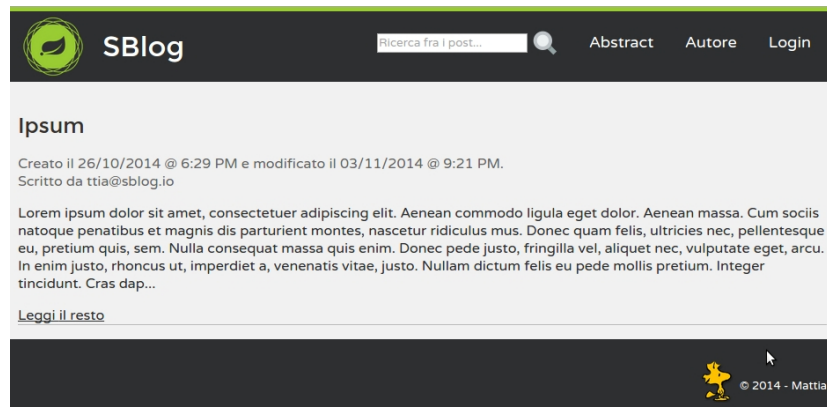 SBlog
Ricerca fra i post...
Abstract
Autore
Login
Ipsum
Creato il 26/10/2014 @ 6:29 PM e modificato il 03/11/2014 @ 9:21 PM.
Scritto da ttia@sblog.io
Lorem ipsum dolor sit amet, consectetuer adipiscing elit. Aenean commodo ligula eget dolor. Aenean massa. Cum sociis
natoque penatibus et magnis dis parturient montes, nascetur ridiculus mus. Donec quam felis, ultricies nec, pellentesque
eu, pretium quis, sem. Nulla consequat massa quis enim. Donec pede justo, fringilla vel, aliquet nec, vulputate eget, arcu.
In enim justo, rhoncus ut, imperdiet a, venenatis vitae, justo. Nullam dictum felis eu pede mollis pretium. Integer
tincidunt. Cras dap...
Leggi il resto
© 2014 - Mattia